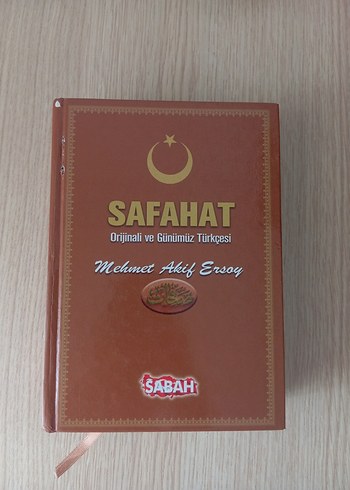 SAFAHAT
Orijinali ve Günümüz Türkçesi
Mehmet Akif Ersoy
SABAH